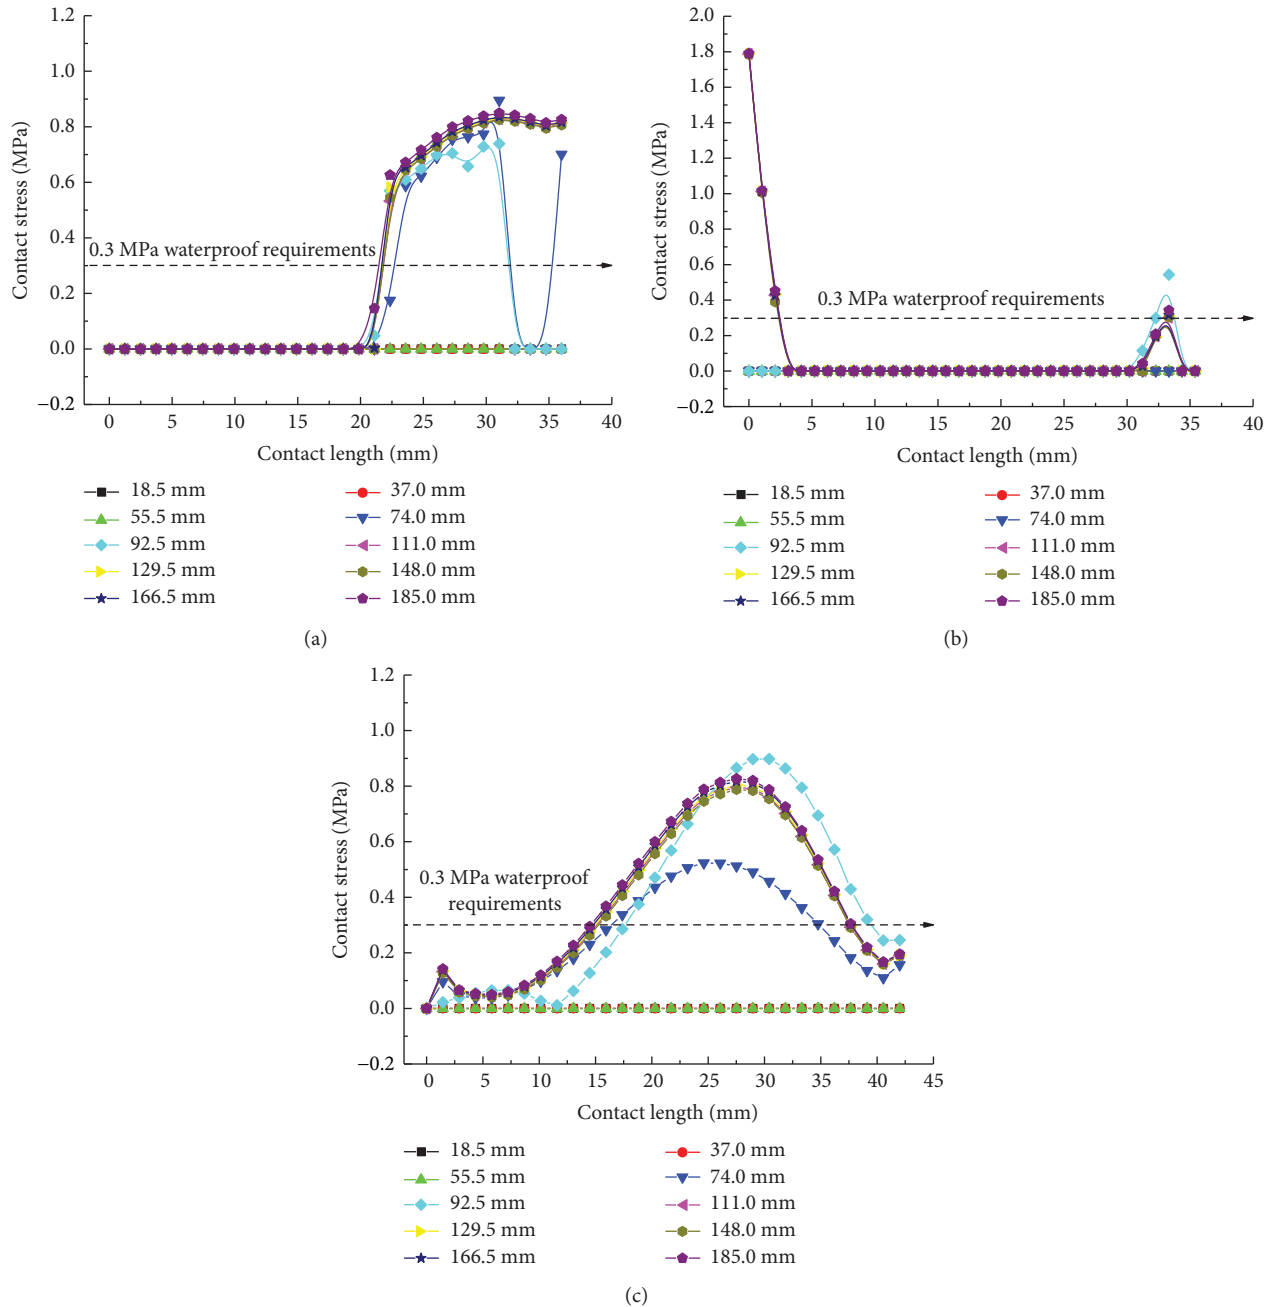 1.2
1.0
0.8
0.6
0.4
0.2
0.0
−0.2
Contact stress (MPa)
0.3 MPa waterproof requirements
0 5 10 15 20 25 30 35 40
Contact length (mm)
18.5 mm 37.0 mm
55.5 mm 74.0 mm
92.5 mm 111.0 mm
129.5 mm 148.0 mm
166.5 mm 185.0 mm
(a)
2.0
1.8
1.6
1.4
1.2
1.0
0.8
0.6
0.4
0.2
0.0
−0.2
Contact stress (MPa)
0.3 MPa waterproof requirements
0 5 10 15 20 25 30 35 40
Contact length (mm)
18.5 mm 37.0 mm
55.5 mm 74.0 mm
92.5 mm 111.0 mm
129.5 mm 148.0 mm
166.5 mm 185.0 mm
(b)
1.2
1.0
0.8
0.6
0.4
0.2
0.0
−0.2
Contact stress (MPa)
0.3 MPa waterproof
requirements
0 5 10 15 20 25 30 35 40 45
Contact length (mm)
18.5 mm 37.0 mm
55.5 mm 74.0 mm
92.5 mm 111.0 mm
129.5 mm 148.0 mm
166.5 mm 185.0 mm
(c)